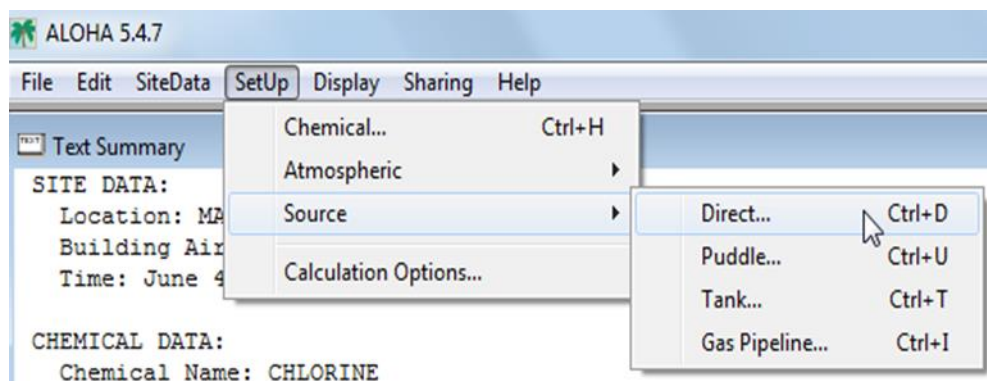 ALOHA 5.4.7
File Edit SiteData SetUp Display Sharing Help
Chemical... Ctrl+H
Atmospheric
Source
Calculation Options...
Direct... Ctrl+D
Puddle... Ctrl+U
Tank... Ctrl+T
Gas Pipeline... Ctrl+I
TEXT Text Summary
SITE DATA:
Location: MA
Building Air
Time: June 4
CHEMICAL DATA:
Chemical Name: CHLORINE